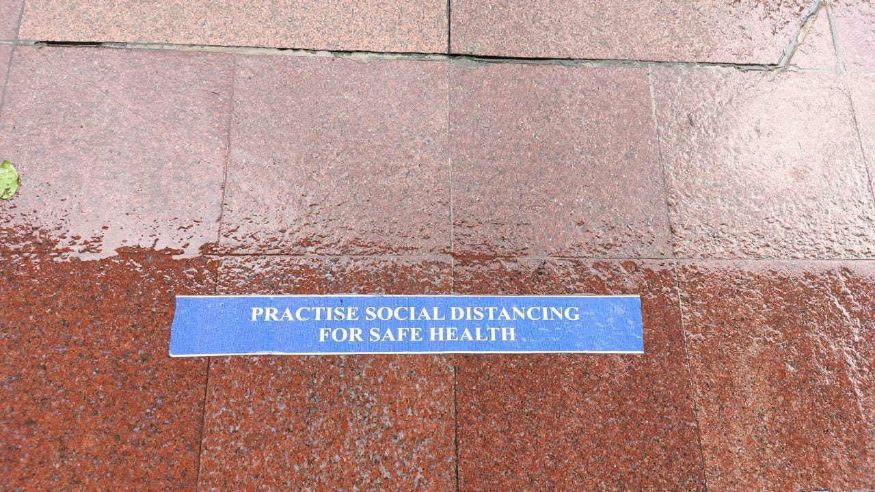 PRACTISE SOCIAL DISTANCING
FOR SAFE HEALTH